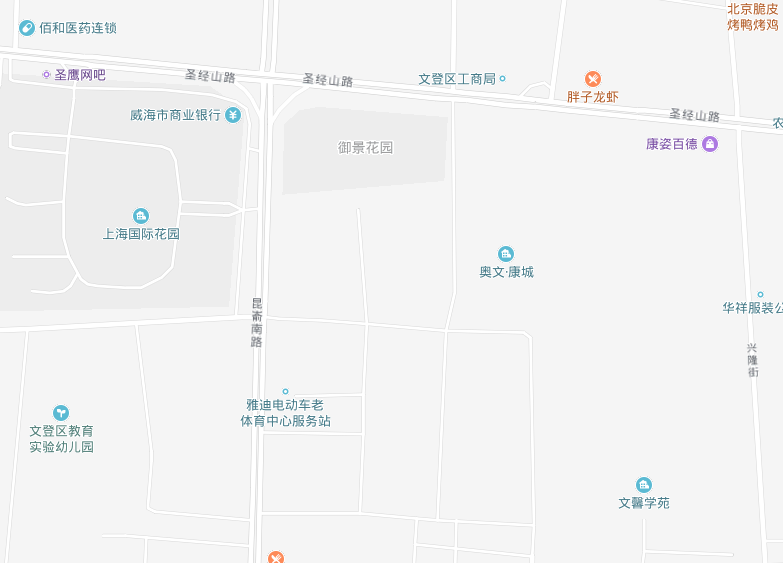 北京脆皮
烤鸭烤鸡
佰和医药连锁
圣鹰网吧
圣经山路
圣经山路
文登区工商局
胖子龙虾
圣经山路
农
威海市商业银行
御景花园
康姿百德
上海国际花园
奥文·康城
昆嵛南路
华祥服装公
兴隆街
雅迪电动车老
体育中心服务站
文登区教育
实验幼儿园
文馨学苑